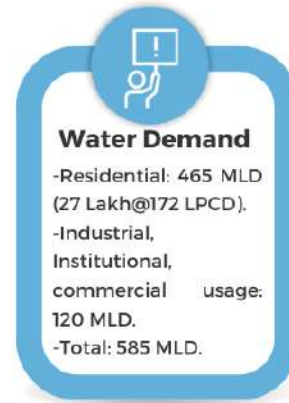 !
Water Demand
-Residential: 465 MLD
(27 Lakh@172 LPCD).
-Industrial,
Institutional,
commercial usage:
120 MLD.
-Total: 585 MLD.